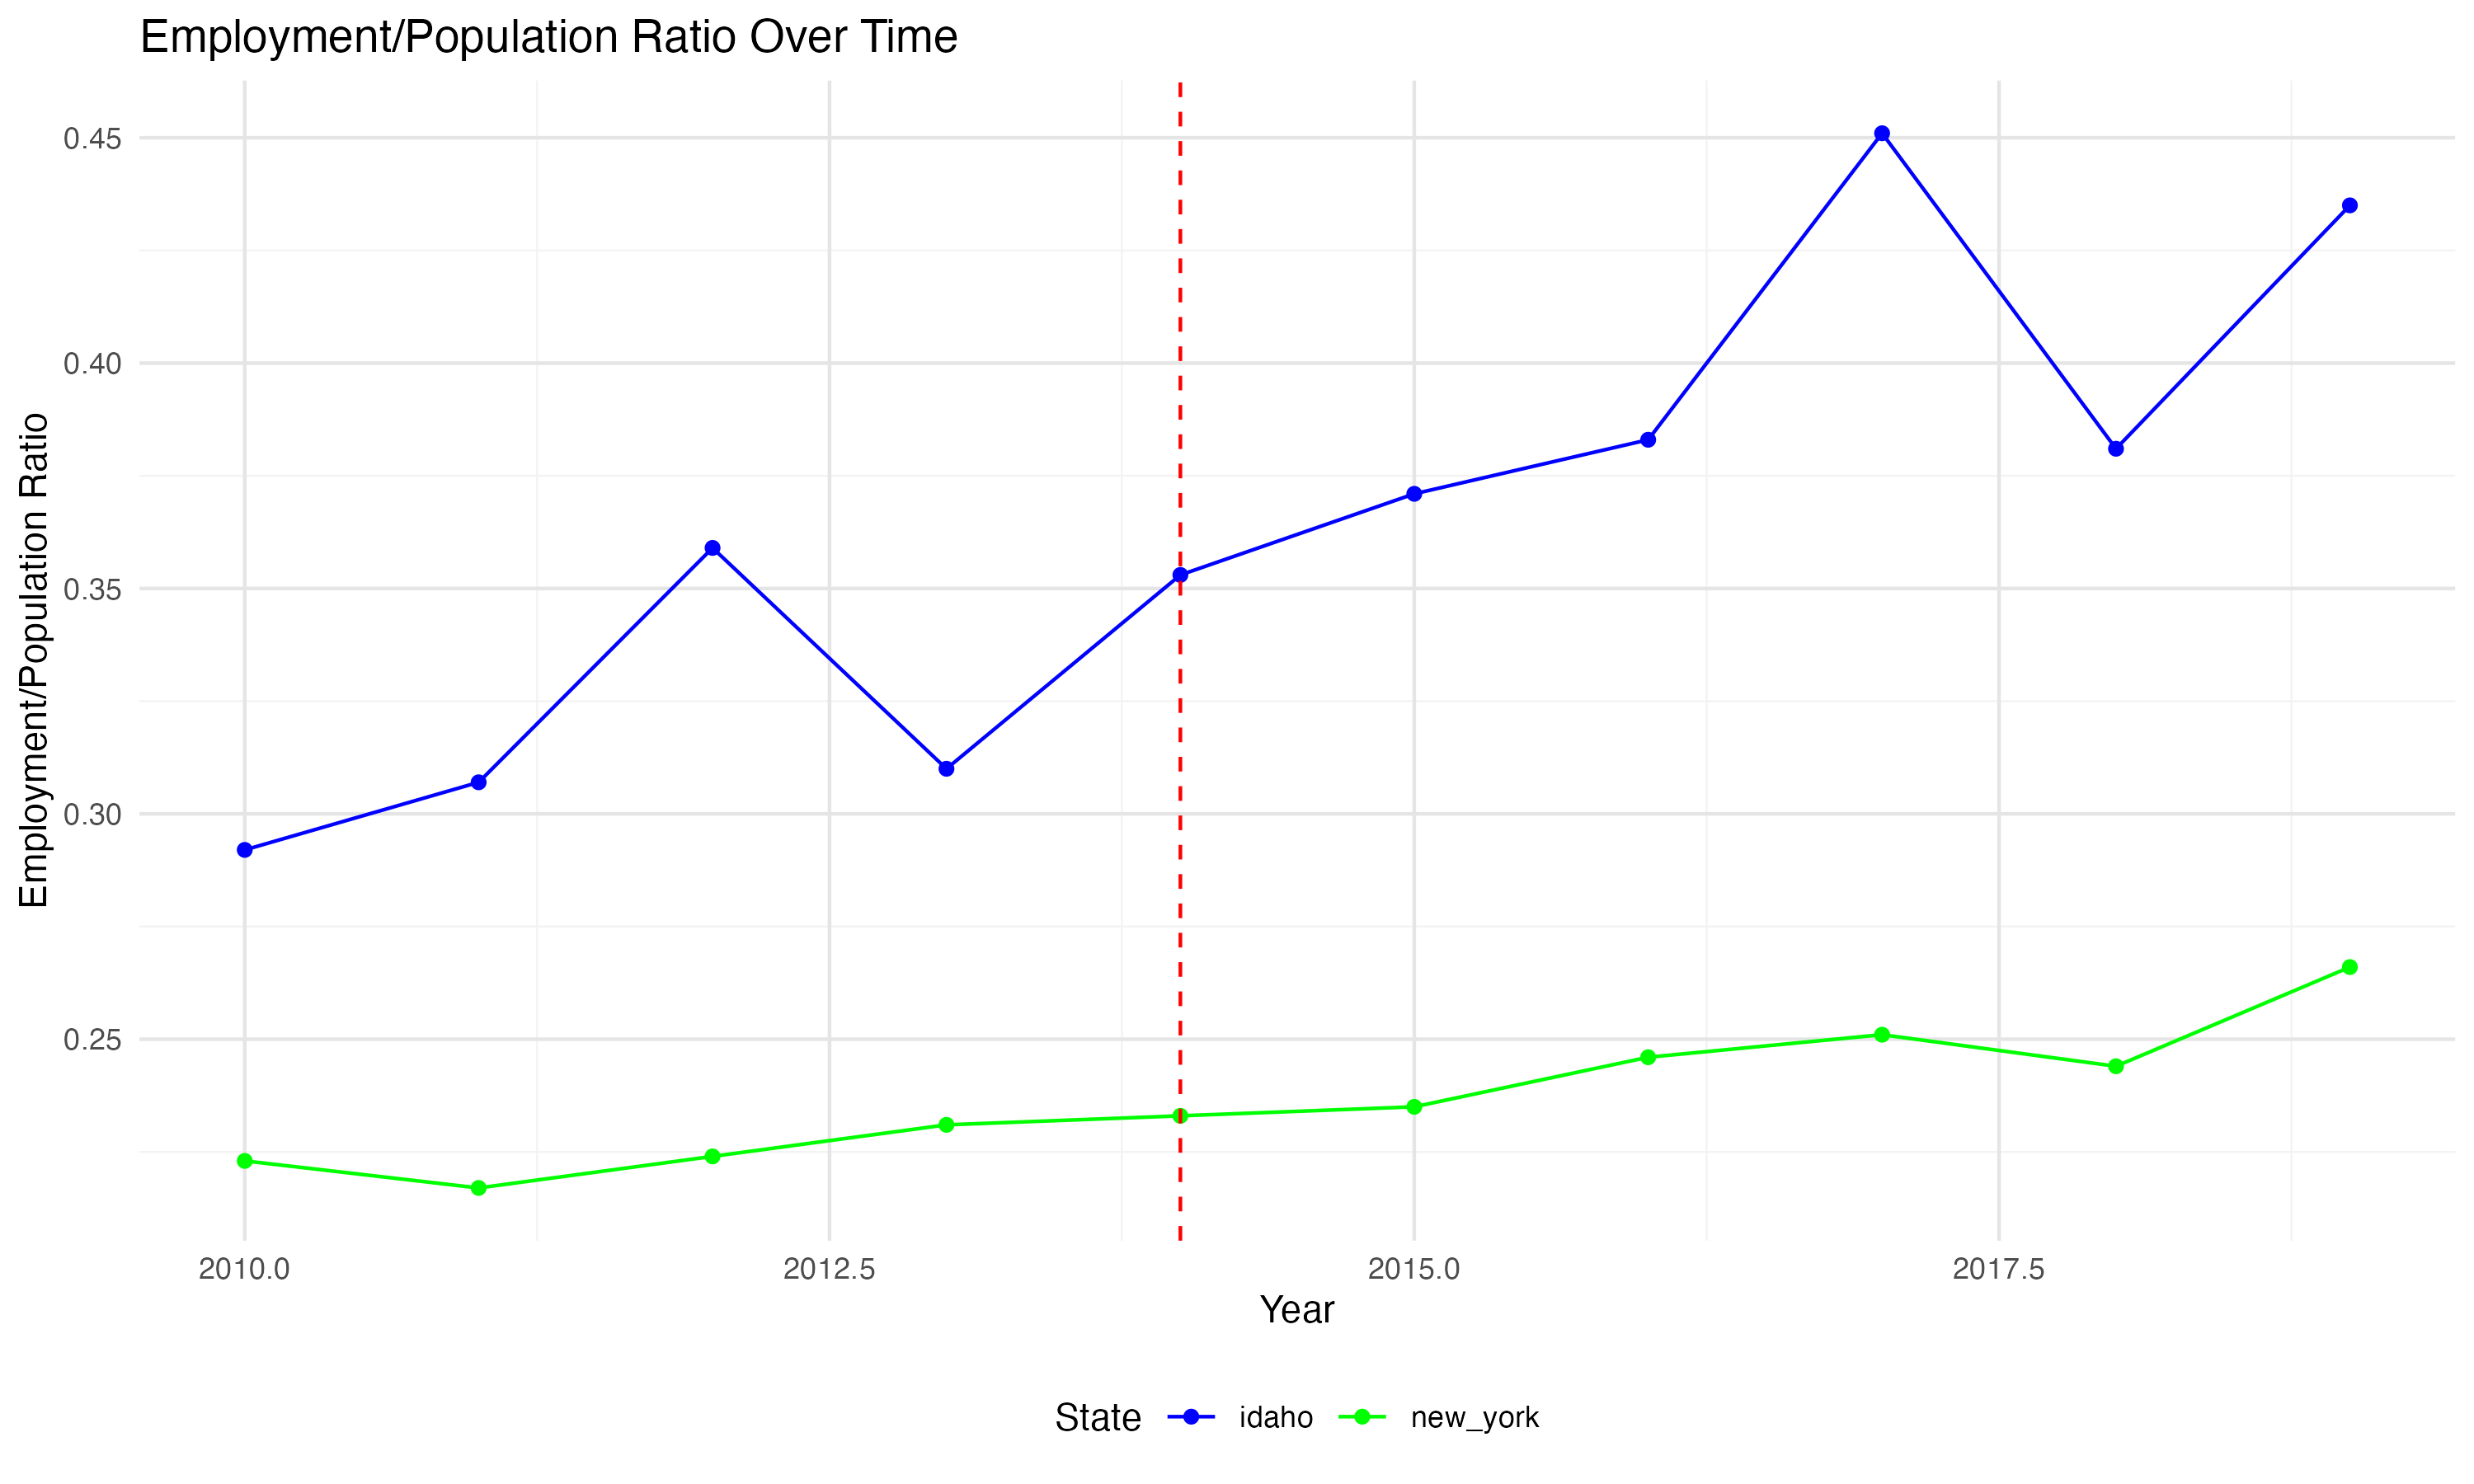 Employment/Population Ratio Over Time
Employment/Population Ratio
0.45
0.40
0.35
0.30
0.25
2010.0 2012.5 2015.0 2017.5
Year
State idaho new_york